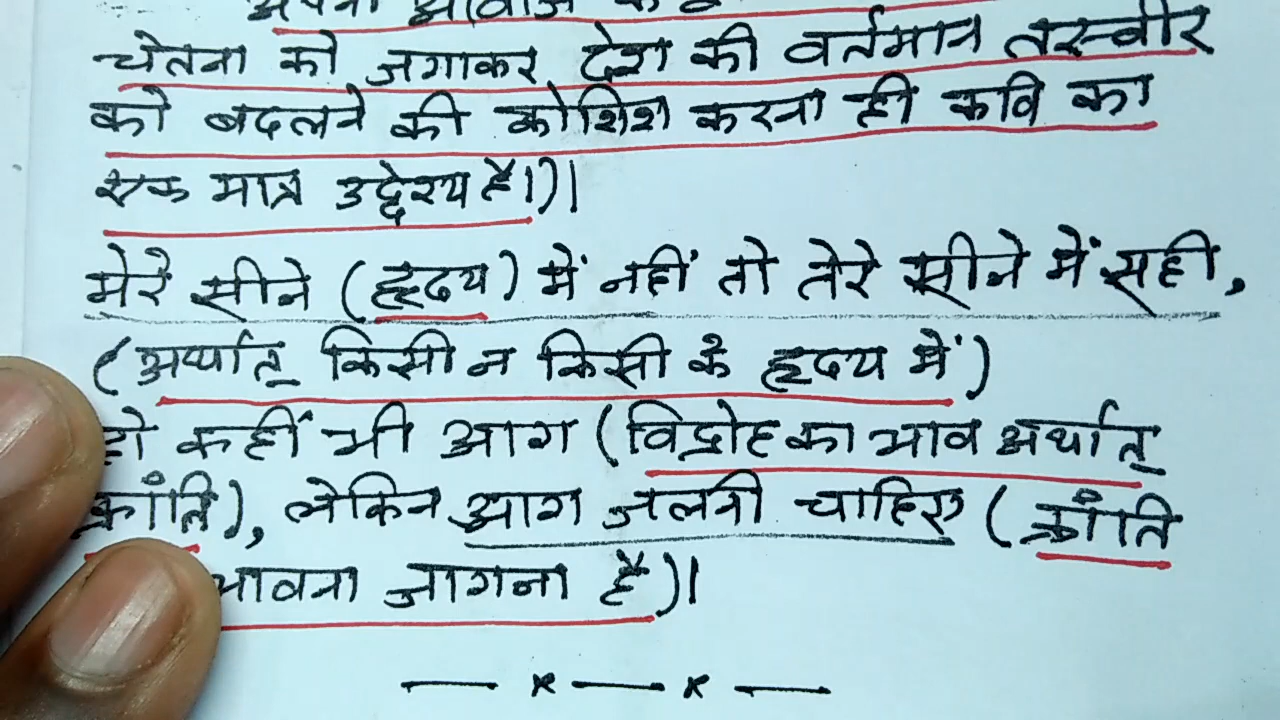 चेतना को जगाकर देश की वर्तमान तस्वीर
को बदलने की कोशिश करना ही कवि का
एक मात्र उद्देश्य है।)।
मेरे सीने (हृदय) में नहीं तो तेरे सीने में सही,
(अर्थात् किसी न किसी के हृदय में)
हो कहीं भी आग (विद्रोह का भाव अर्थात्
क्राँति), लेकिन आग जलनी चाहिए (क्राँति
भावना जागना है)।
— x — x —